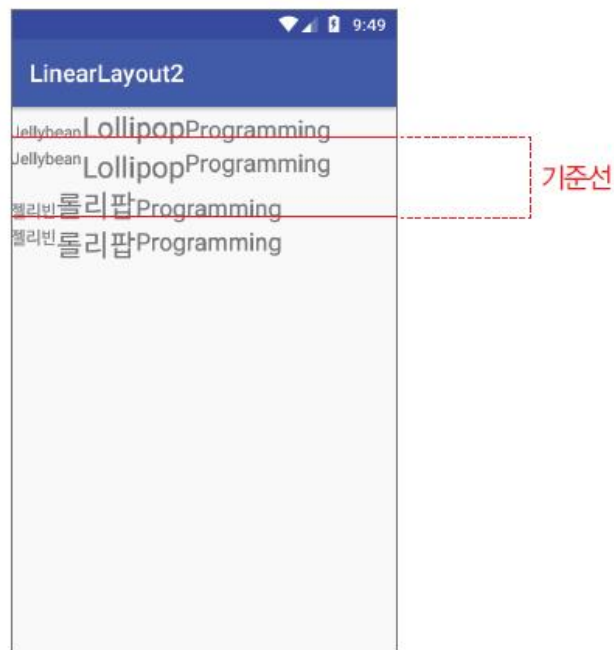 9:49
LinearLayout2
JellybeanLollipopProgramming
기준선
JellybeanLollipopProgramming
젤리빈롤리팝Programming
젤리빈롤리팝Programming